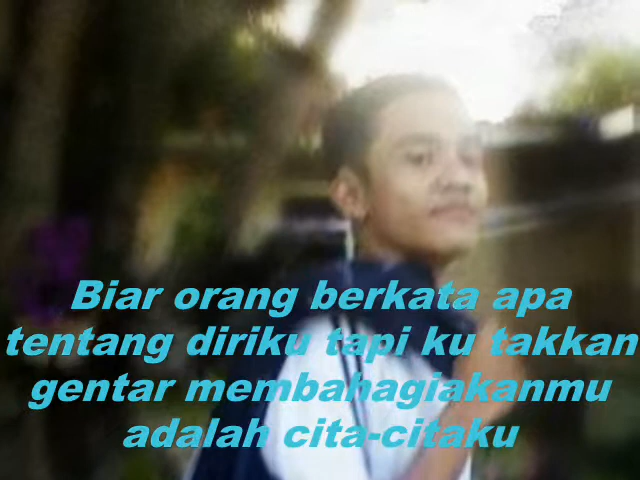 Biar orang berkata apa
tentang diriku tapi ku takkan
gentar membahagiakanmu
adalah cita-citaku